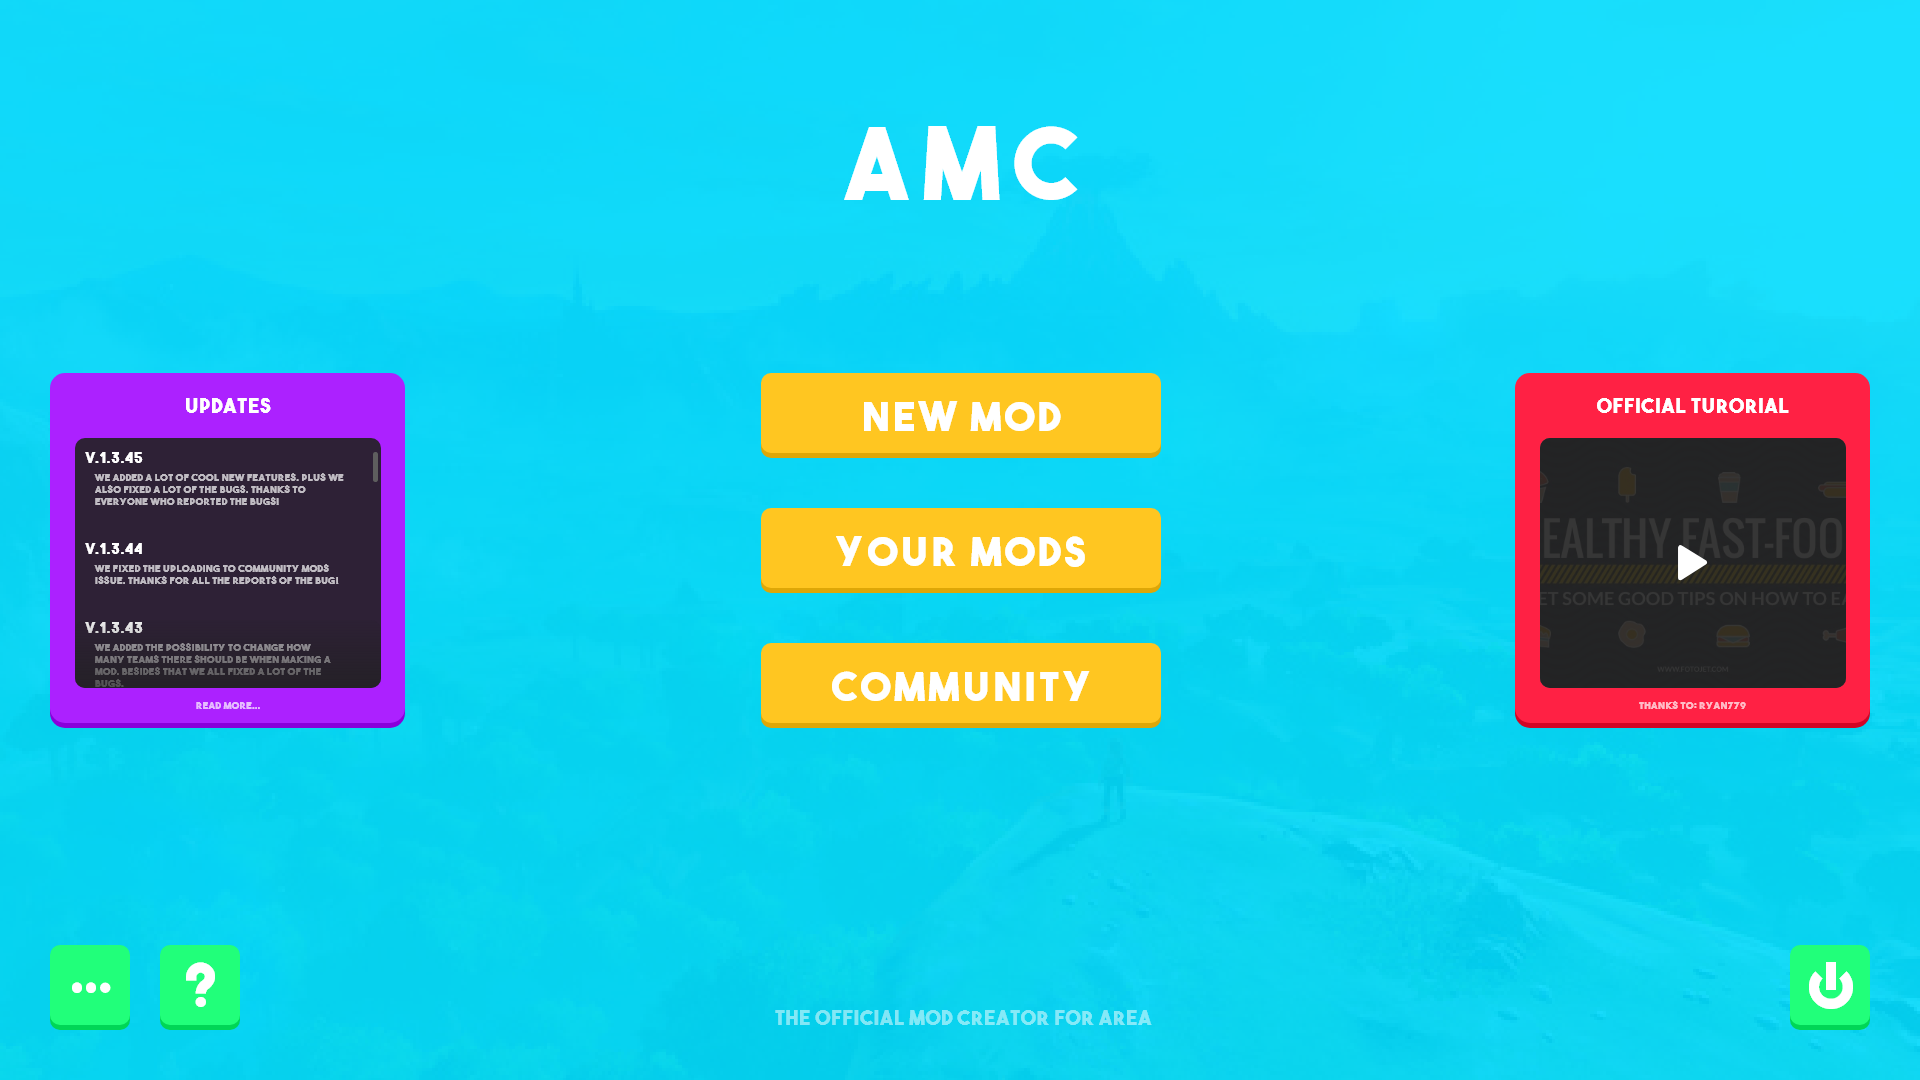 AMC
UPDATES
V.1.3.45
WE ADDED A LOT OF COOL NEW FEATURES. PLUS WE
ALSO FIXED A LOT OF THE BUGS. THANKS TO
EVERYONE WHO REPORTED THE BUGS!
V.1.3.44
WE FIXED THE UPLOADING TO COMMUNITY MODS
ISSUE. THANKS FOR ALL THE REPORTS OF THE BUG!
V.1.3.43
WE ADDED THE POSSIBILITY TO CHANGE HOW
MANY TEAMS THERE SHOULD BE WHEN MAKING A
MOD. BESIDES THAT WE ALL FIXED A LOT OF THE
BUGS.
READ MORE...
NEW MOD
YOUR MODS
COMMUNITY
OFFICIAL TURORIAL
EALTHY FAST-FOO
ET SOME GOOD TIPS ON HOW TO EA
WWW.FOTOJET.COM
THANKS TO: RYAN779
...
?
THE OFFICIAL MOD CREATOR FOR AREA